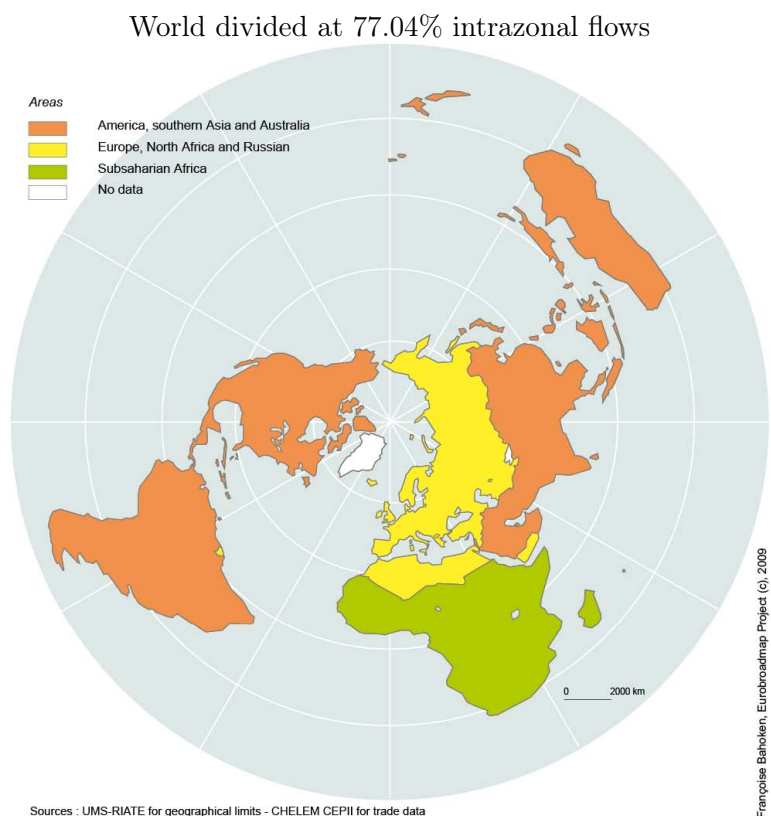 World divided at 77.04% intrazonal flows
Areas
America, southern Asia and Australia
Europe, North Africa and Russian
Subsaharian Africa
No data
0 2000 km
Françoise Bahoken, Eurobroadmap Project (c), 2009
Sources : UMS-RIATE for geographical limits - CHELEM CEPII for trade data